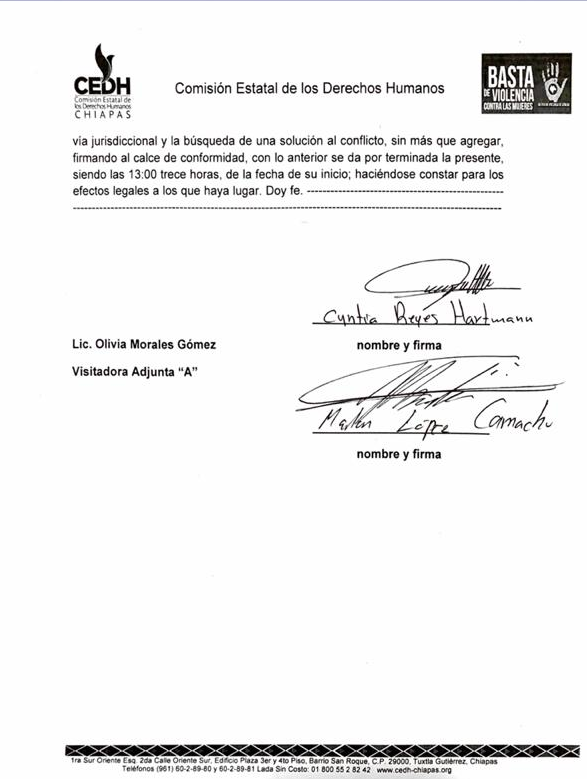 CEDH
Comisión Estatal de
los Derechos Humanos
CHIAPAS
Comisión Estatal de los Derechos Humanos
BASTA
DE VIOLENCIA
CONTRA LAS MUJERES
vía jurisdiccional y la búsqueda de una solución al conflicto, sin más que agregar,
firmando al calce de conformidad, con lo anterior se da por terminada la presente,
siendo las 13:00 trece horas, de la fecha de su inicio; haciéndose constar para los
efectos legales a los que haya lugar. Doy fe. ------------------------------------------------
Cyntia Reyes Hartmann
Lic. Olivia Morales Gómez
nombre y firma
Visitadora Adjunta “A”
López Camacho
nombre y firma
1ra Sur Oriente Esq. 2da Calle Oriente Sur, Edificio Plaza 3er y 4to Piso, Barrio San Roque, C.P. 29000, Tuxtla Gutiérrez, Chiapas
Teléfonos (961) 60-2-89-80 y 60-2-89-81 Lada Sin Costo: 01 800 55 2 82 42 www.cedh-chiapas.org